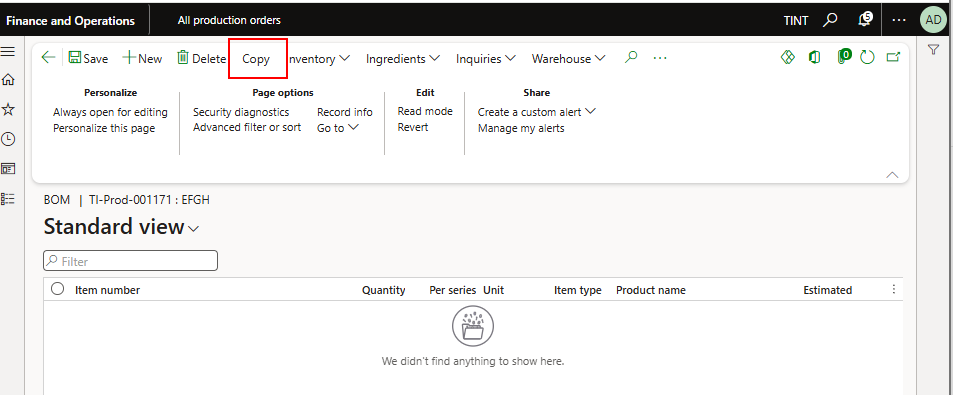 Finance and Operations All production orders TINT 5 AD
Save New Delete Copy nventory Ingredients Inquiries Warehouse 0
Personalize Page options Edit Share
Always open for editing Security diagnostics Record info Read mode Create a custom alert
Personalize this page Advanced filter or sort Go to Revert Manage my alerts
BOM | TI-Prod-001171 : EFGH
Standard view
Filter
Item number Quantity Per series Unit Item type Product name Estimated
We didn't find anything to show here.